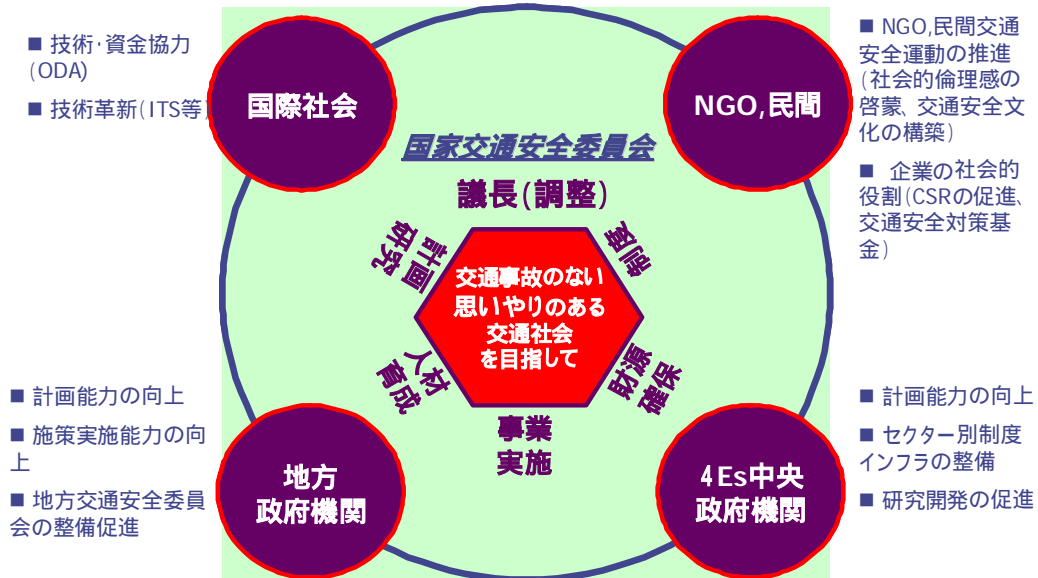 ■ 技術・資金協力
(ODA)
■ 技術革新(ITS等)
国際社会
NGO,民間
■ NGO,民間交通
安全運動の推進
(社会的倫理感の
啓蒙、交通安全文
化の構築)
■ 企業の社会的
役割(CSRの促進、
交通安全対策基
金)
国家交通安全委員会
議長(調整)
計画
研究
制度
交通事故のない
思いやりのある
交通社会
を目指して
人材
育成
財源
確保
事業
実施
■ 計画能力の向上
■ 施策実施能力の向
上
■ 地方交通安全委員
会の整備促進
地方
政府機関
4Es中央
政府機関
■ 計画能力の向上
■ セクター別制度
インフラの整備
■ 研究開発の促進